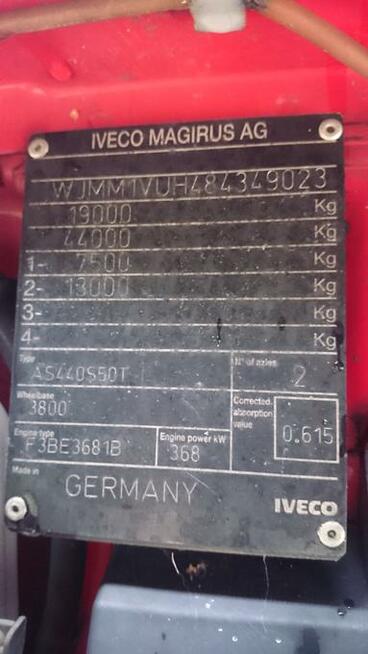 IVECO MAGIRUS AG
WJMM1VUH484349023
19000 Kg
44000 Kg
1- 7500 Kg
2- 13000 Kg
3- Kg
4- Kg
Type AS440S50T N° of axles 2
Wheelbase 3800 Corrected absorption value 0.615
Engine type F3BE3681B Engine power kW 368
Made in GERMANY IVECO